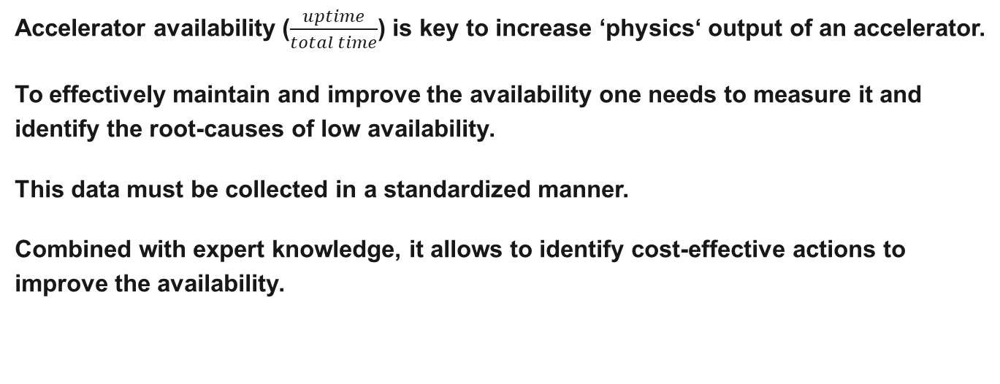 Accelerator availability (uptime/total time) is key to increase ‘physics‘ output of an accelerator.
To effectively maintain and improve the availability one needs to measure it and
identify the root-causes of low availability.
This data must be collected in a standardized manner.
Combined with expert knowledge, it allows to identify cost-effective actions to
improve the availability.